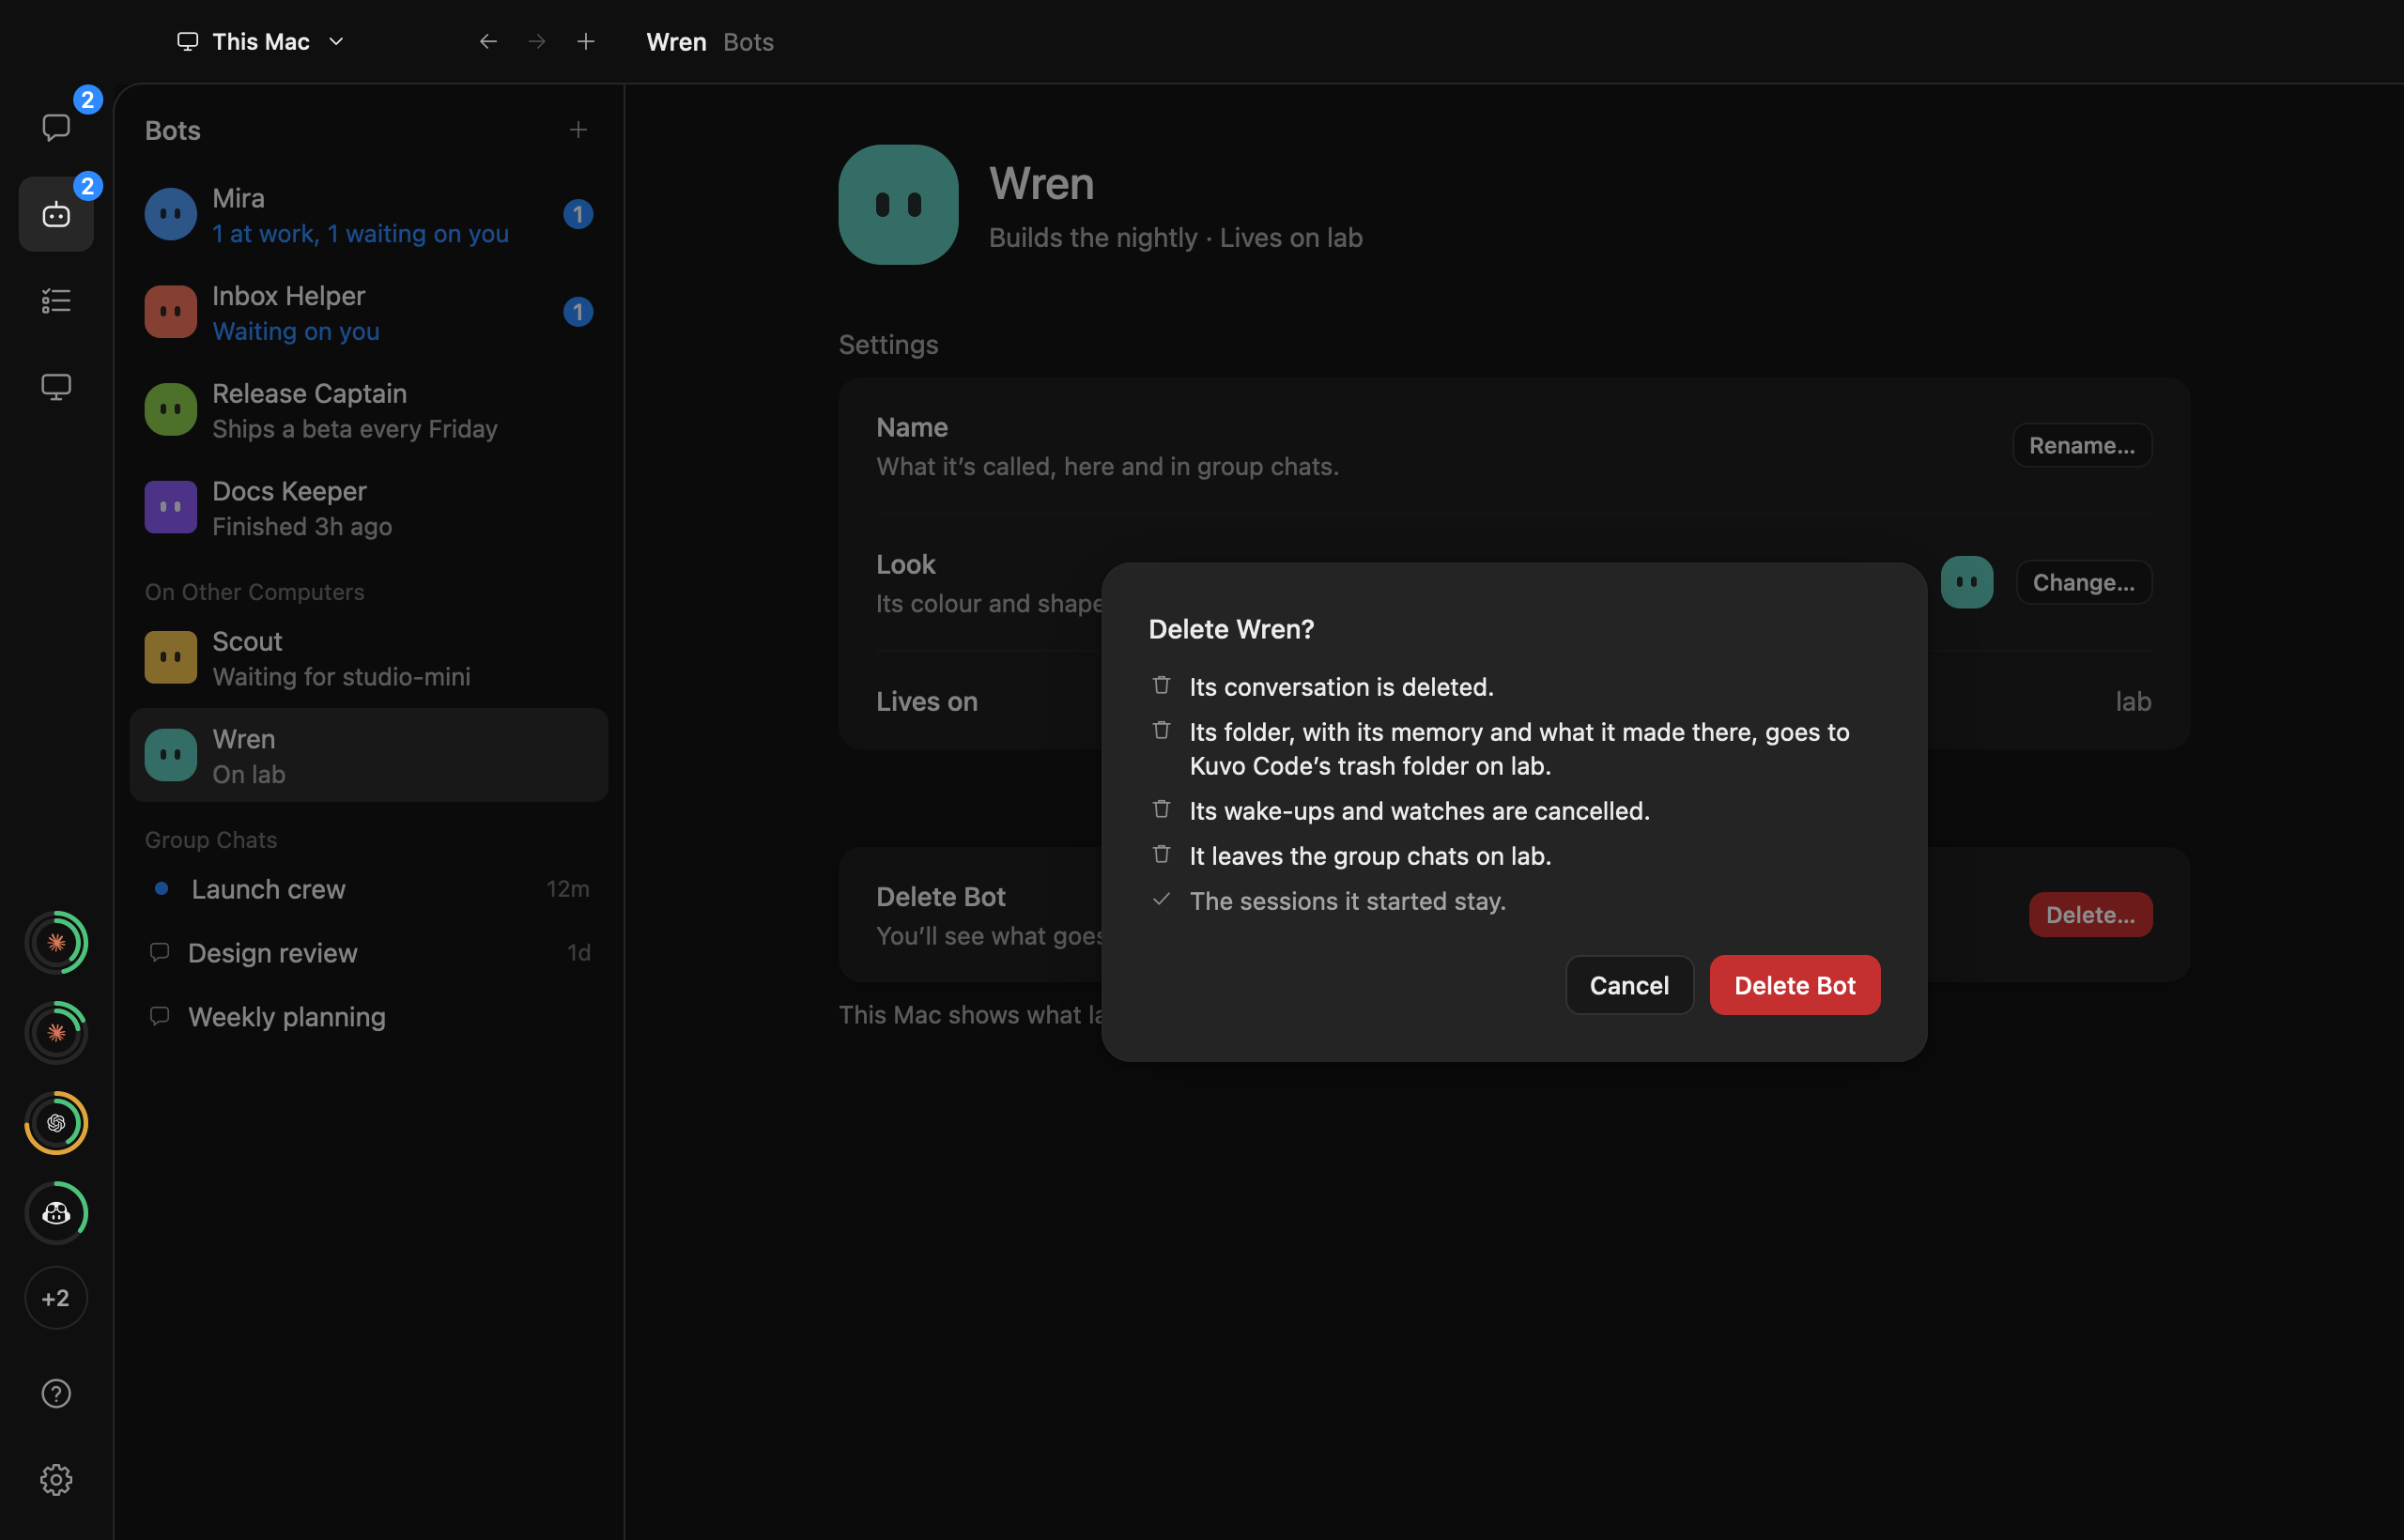 This Mac
Wren Bots
2
2
Bots
Mira
1 at work, 1 waiting on you
1
Inbox Helper
Waiting on you
1
Release Captain
Ships a beta every Friday
Docs Keeper
Finished 3h ago
On Other Computers
Scout
Waiting for studio-mini
Wren
On lab
Group Chats
Launch crew 12m
Design review 1d
Weekly planning
+2
Wren
Builds the nightly · Lives on lab
Settings
Name
What it’s called, here and in group chats.
Rename...
Look
Its colour and shape
Change...
Lives on
lab
Delete Bot
You’ll see what goes
Delete...
This Mac shows what
Delete Wren?
Its conversation is deleted.
Its folder, with its memory and what it made there, goes to
Kuvo Code’s trash folder on lab.
Its wake-ups and watches are cancelled.
It leaves the group chats on lab.
The sessions it started stay.
Cancel
Delete Bot